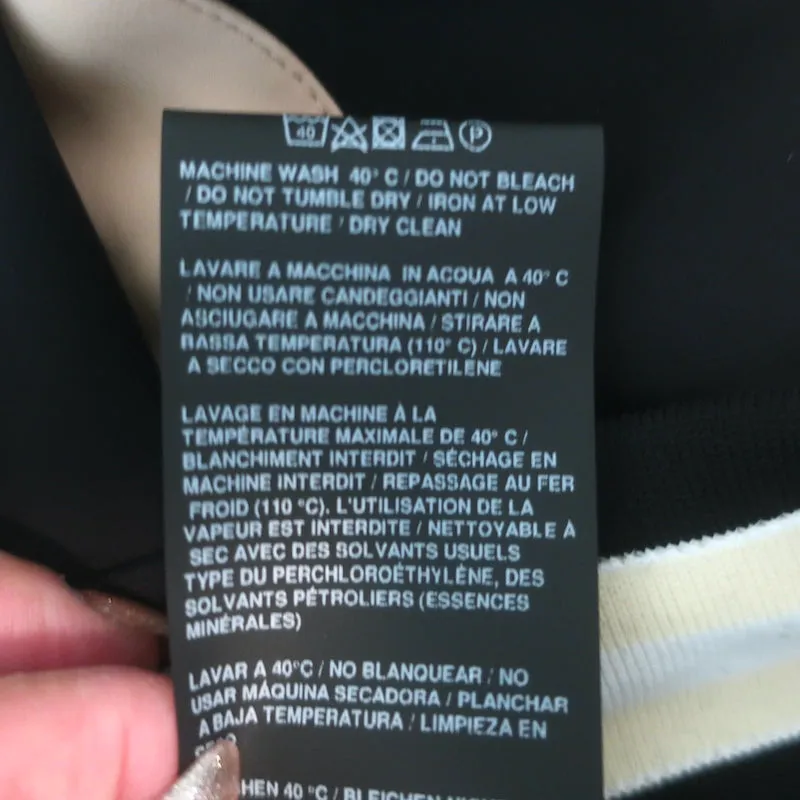 40 P
MACHINE WASH 40° C / DO NOT BLEACH
/ DO NOT TUMBLE DRY / IRON AT LOW
TEMPERATURE / DRY CLEAN
LAVARE A MACCHINA IN ACQUA A 40° C
/ NON USARE CANDEGGIANTI / NON
ASCIUGARE A MACCHINA / STIRARE A
BASSA TEMPERATURA (110° C) / LAVARE
A SECCO CON PERCLORETILENE
LAVAGE EN MACHINE À LA
TEMPÉRATURE MAXIMALE DE 40° C /
BLANCHIMENT INTERDIT / SÉCHAGE EN
MACHINE INTERDIT / REPASSAGE AU FER
FROID (110 °C). L'UTILISATION DE LA
VAPEUR EST INTERDITE / NETTOYABLE À
SEC AVEC DES SOLVANTS USUELS
TYPE DU PERCHLOROÉTHYLÈNE, DES
SOLVANTS PÉTROLIERS (ESSENCES
MINÉRALES)
LAVAR A 40°C / NO BLANQUEAR / NO
USAR MÁQUINA SECADORA / PLANCHAR
A BAJA TEMPERATURA / LIMPIEZA EN
40 °C /